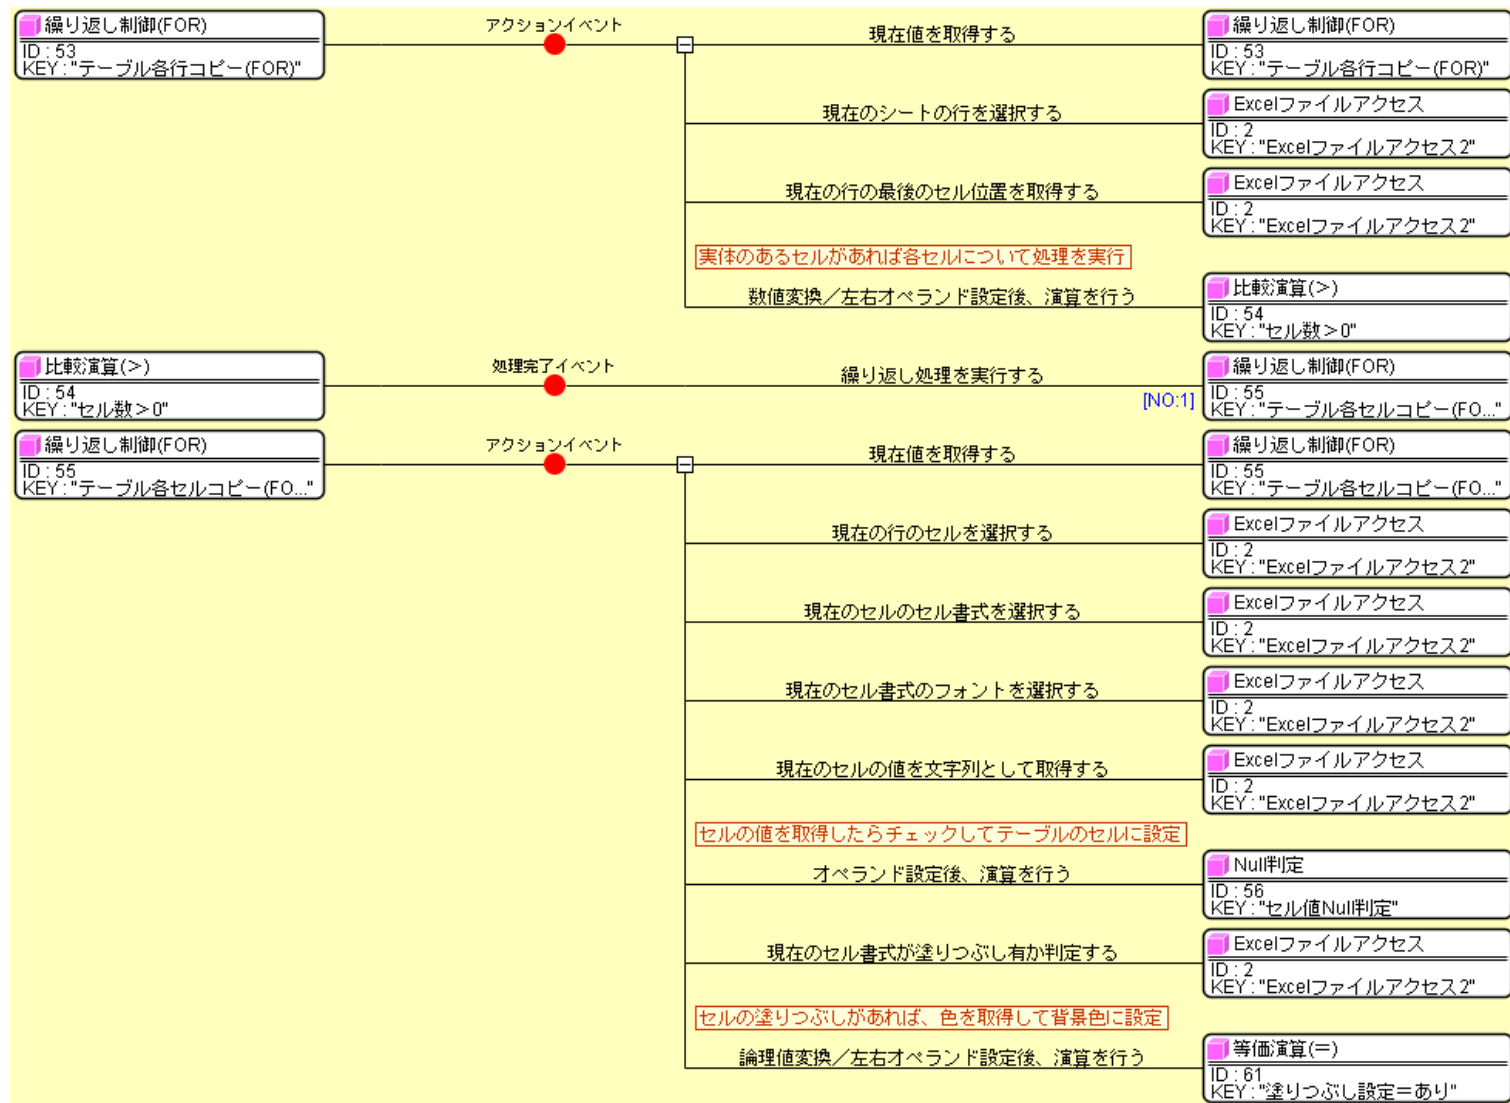 繰り返し制御(FOR)
ID : 53
KEY : "テーブル各行コピー(FOR)"
アクションイベント
現在値を取得する
繰り返し制御(FOR)
ID : 53
KEY : "テーブル各行コピー(FOR)"
現在のシートの行を選択する
Excelファイルアクセス
ID : 2
KEY : "Excelファイルアクセス2"
現在の行の最後のセル位置を取得する
Excelファイルアクセス
ID : 2
KEY : "Excelファイルアクセス2"
実体のあるセルがあれば各セルについて処理を実行
数値変換／左右オペランド設定後、演算を行う
比較演算(>)
ID : 54
KEY : "セル数＞0"
比較演算(>)
ID : 54
KEY : "セル数＞0"
処理完了イベント
繰り返し処理を実行する
[NO:1]
繰り返し制御(FOR)
ID : 55
KEY : "テーブル各セルコピー(FO..."
繰り返し制御(FOR)
ID : 55
KEY : "テーブル各セルコピー(FO..."
アクションイベント
現在値を取得する
繰り返し制御(FOR)
ID : 55
KEY : "テーブル各セルコピー(FO..."
現在の行のセルを選択する
Excelファイルアクセス
ID : 2
KEY : "Excelファイルアクセス2"
現在のセルのセル書式を選択する
Excelファイルアクセス
ID : 2
KEY : "Excelファイルアクセス2"
現在のセル書式のフォントを選択する
Excelファイルアクセス
ID : 2
KEY : "Excelファイルアクセス2"
現在のセルの値を文字列として取得する
Excelファイルアクセス
ID : 2
KEY : "Excelファイルアクセス2"
セルの値を取得したらチェックしてテーブルのセルに設定
オペランド設定後、演算を行う
Null判定
ID : 56
KEY : "セル値Null判定"
現在のセル書式が塗りつぶし有か判定する
Excelファイルアクセス
ID : 2
KEY : "Excelファイルアクセス2"
セルの塗りつぶしがあれば、色を取得して背景色に設定
論理値変換／左右オペランド設定後、演算を行う
等価演算(＝)
ID : 61
KEY : "塗りつぶし設定＝あり"